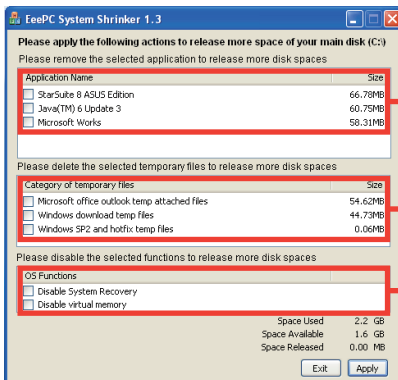 EeePC System Shrinker 1.3
Please apply the following actions to release more space of your main disk (C:\)
Please remove the selected application to release more disk spaces
Application Name Size
StarSuite 8 ASUS Edition 66.78MB
Java(TM) 6 Update 3 60.75MB
Microsoft Works 58.31MB
Please delete the selected temporary files to release more disk spaces
Category of temporary files Size
Microsoft office outlook temp attached files 54.62MB
Windows download temp files 44.73MB
Windows SP2 and hotfix temp files 0.06MB
Please disable the selected functions to release more disk spaces
OS Functions
Disable System Recovery
Disable virtual memory
Space Used 2.2 GB
Space Available 1.6 GB
Space Released 0.00 MB
Exit Apply